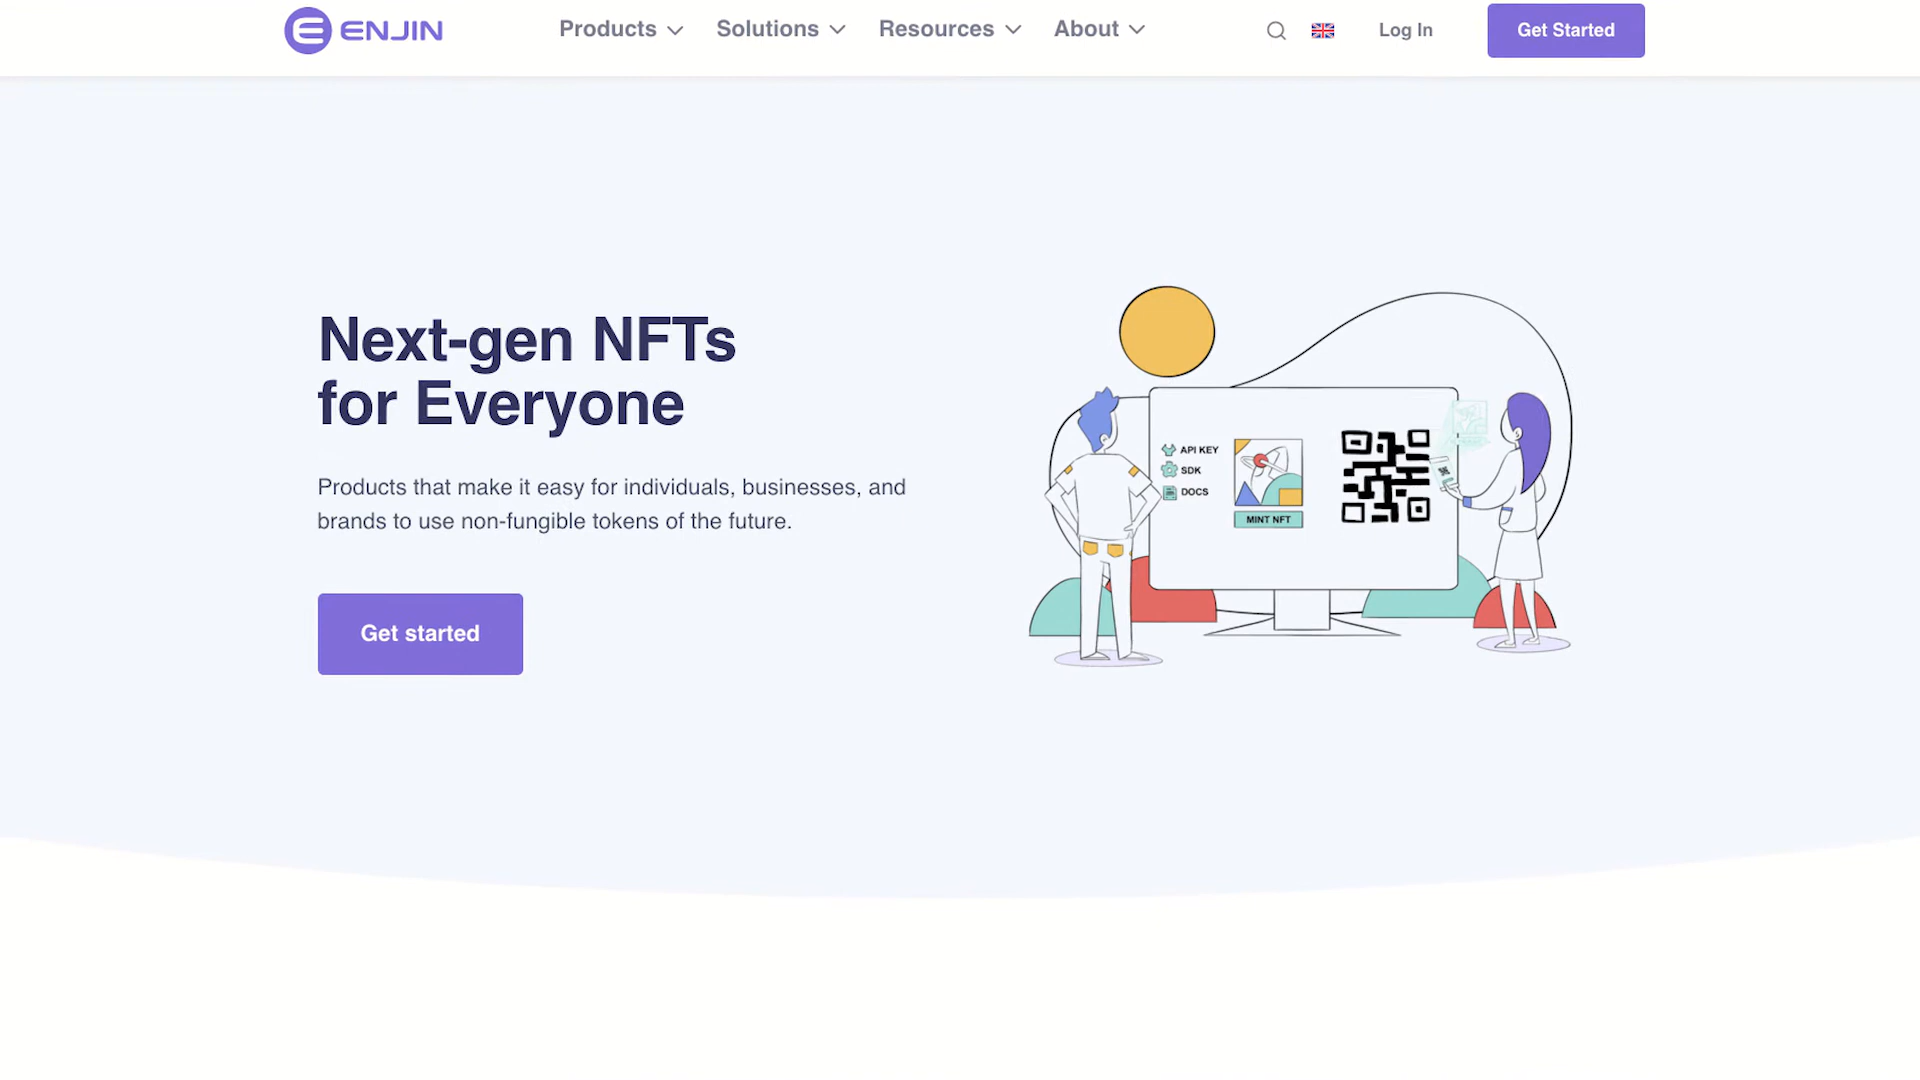 ENJIN
Products
Solutions
Resources
About
Log In
Get Started
Next-gen NFTs
for Everyone
Products that make it easy for individuals, businesses, and
brands to use non-fungible tokens of the future.
Get started
API KEY
SDK
DOCS
MINT NFT